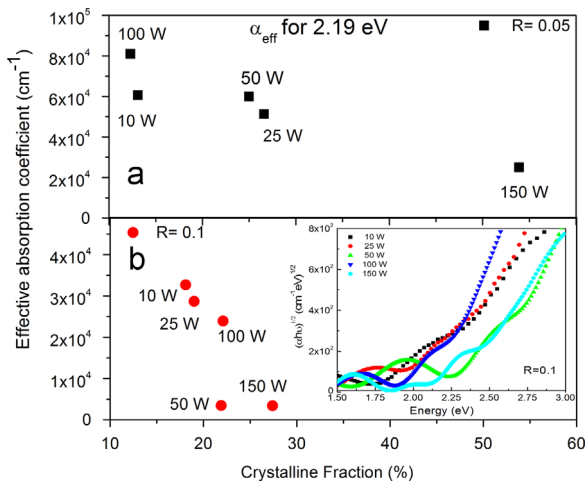 α_eff for 2.19 eV
R= 0.05
100 W
10 W
50 W
25 W
150 W
a
1x10^5
8x10^4
6x10^4
4x10^4
2x10^4
0
Effective absorption coefficient (cm^-1)
b
R= 0.1
10 W
25 W
100 W
50 W
150 W
4x10^4
3x10^4
2x10^4
1x10^4
0
10 20 30 40 50 60
Crystalline Fraction (%)
10 W
25 W
50 W
100 W
150 W
8x10^2
6x10^2
4x10^2
2x10^2
0
(αħυ)^1/2 (cm^-1 eV)^1/2
R=0.1
1.50 1.75 2.00 2.25 2.50 2.75 3.00
Energy (eV)